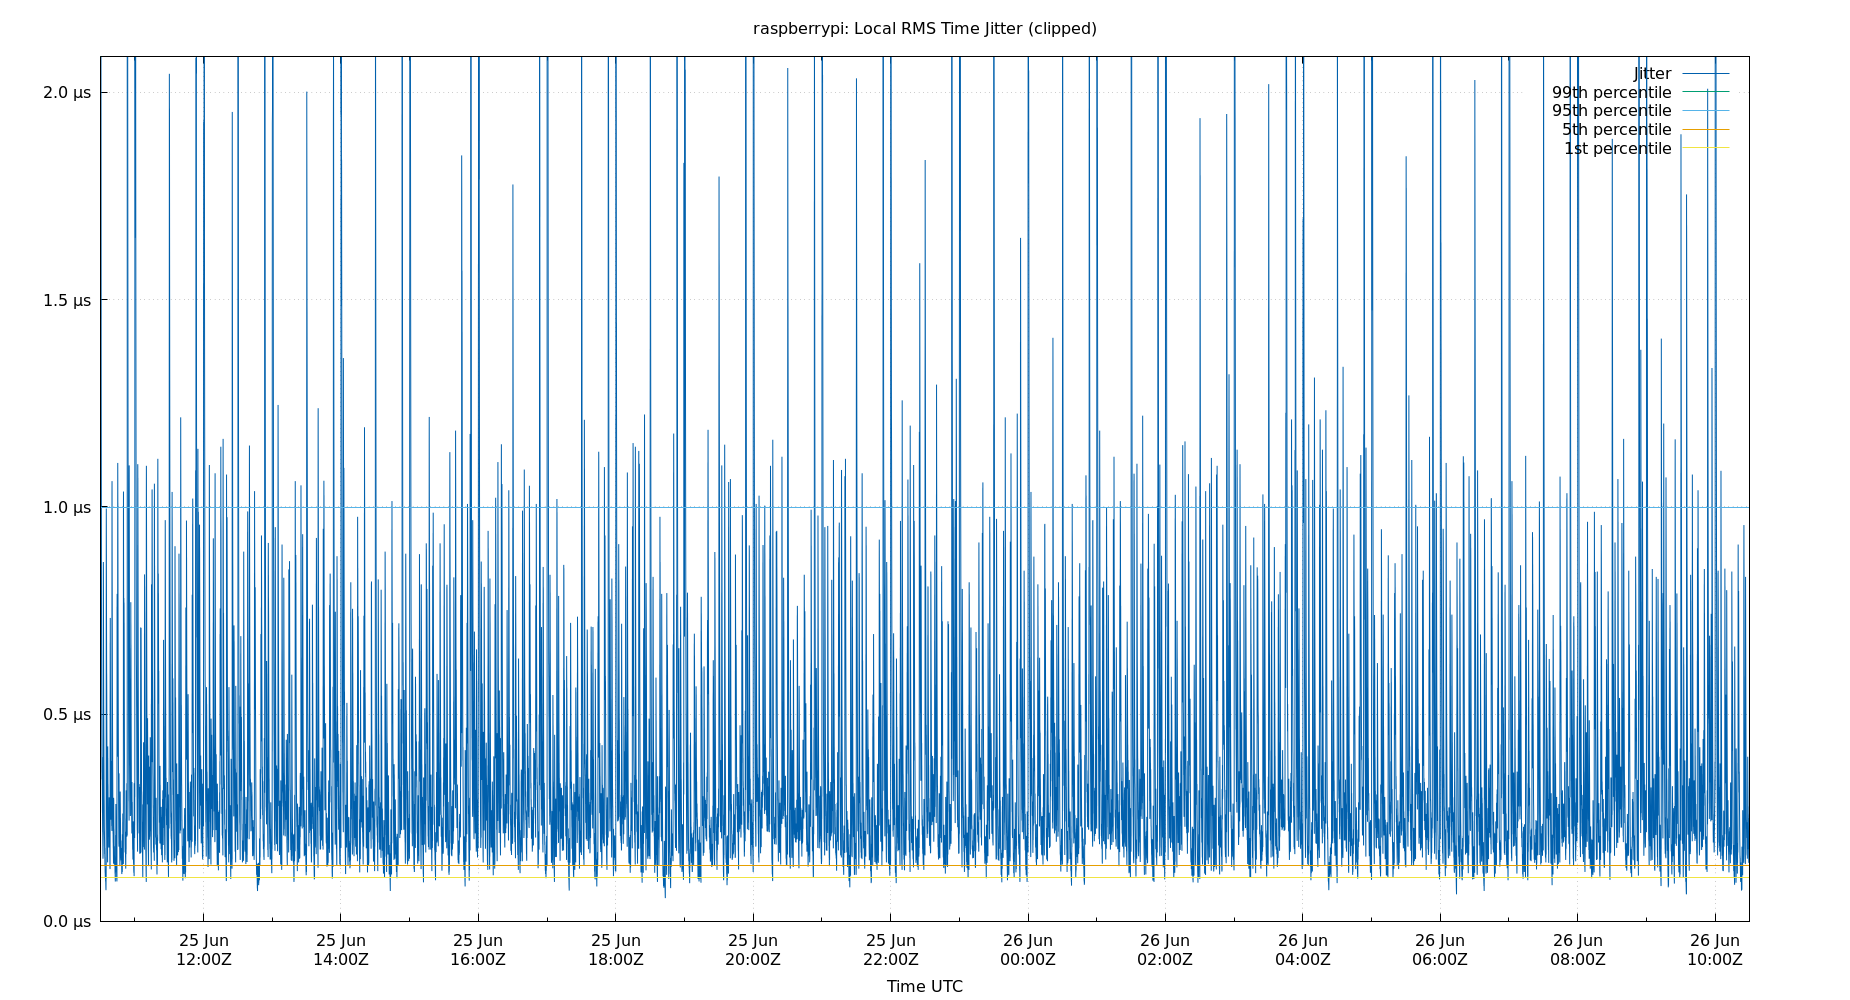 raspberrypi: Local RMS Time Jitter (clipped)
2.0 µs
1.5 µs
1.0 µs
0.5 µs
0.0 µs
Jitter
99th percentile
95th percentile
5th percentile
1st percentile
25 Jun
12:00Z
25 Jun
14:00Z
25 Jun
16:00Z
25 Jun
18:00Z
25 Jun
20:00Z
25 Jun
22:00Z
26 Jun
00:00Z
26 Jun
02:00Z
26 Jun
04:00Z
26 Jun
06:00Z
26 Jun
08:00Z
26 Jun
10:00Z
Time UTC